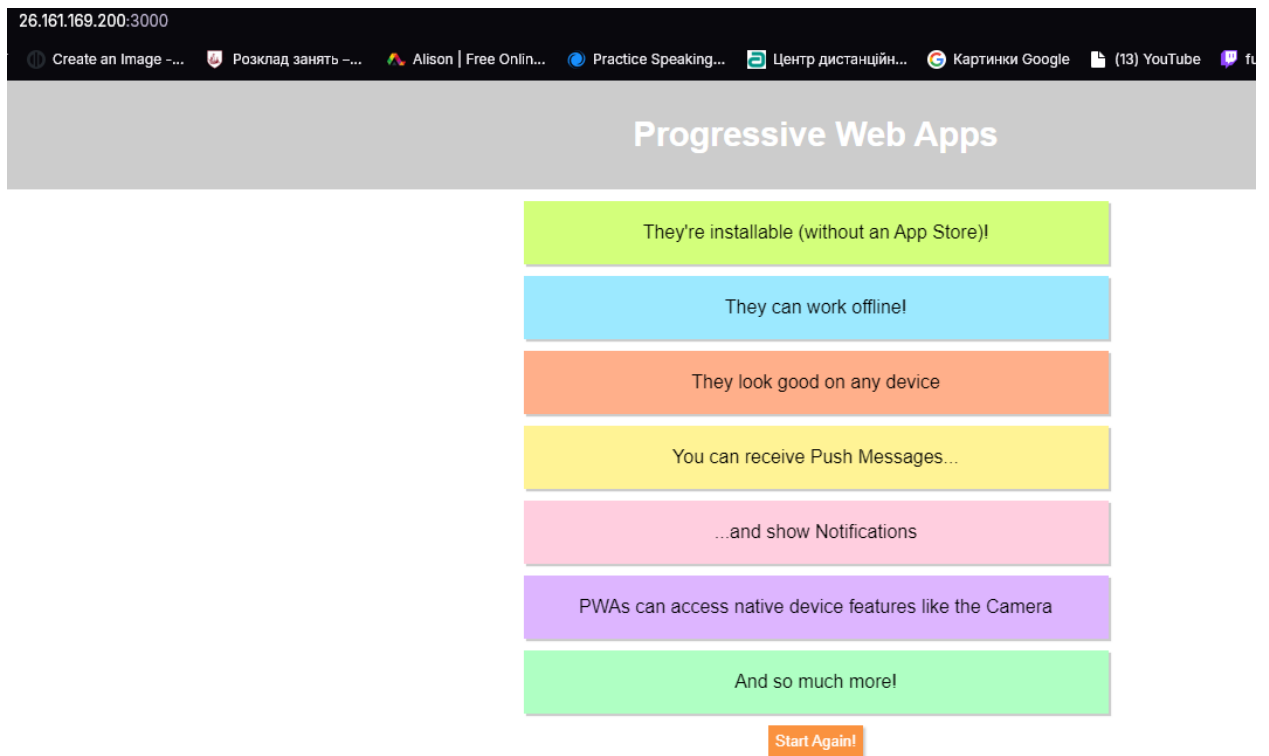 26.161.169.200:3000
Create an Image -... Розклад занять –... Alison | Free Onlin... Practice Speaking... Центр дистанційн... Картинки Google (13) YouTube
Progressive Web Apps
They're installable (without an App Store)!
They can work offline!
They look good on any device
You can receive Push Messages...
...and show Notifications
PWAs can access native device features like the Camera
And so much more!
Start Again!